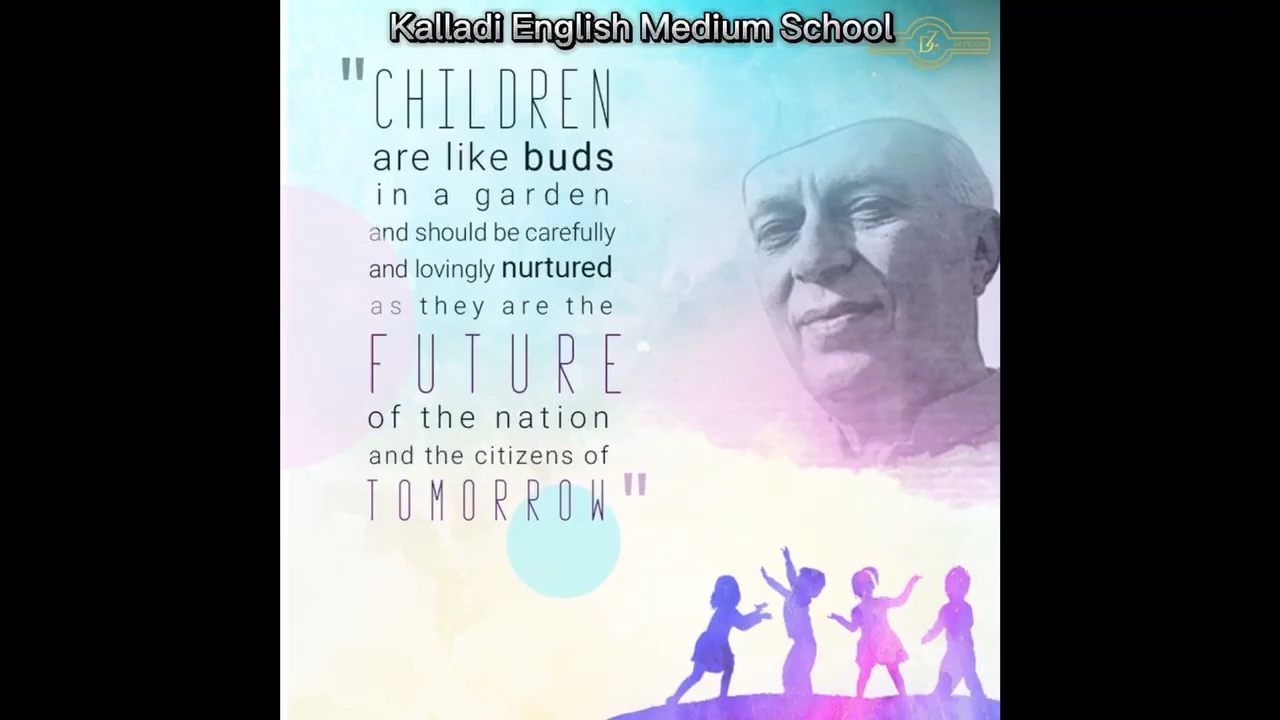 Kalladi English Medium School
"CHILDREN
are like buds
in a garden
and should be carefully
and lovingly nurtured
as they are the
FUTURE
of the nation
and the citizens of
TOMORROW"